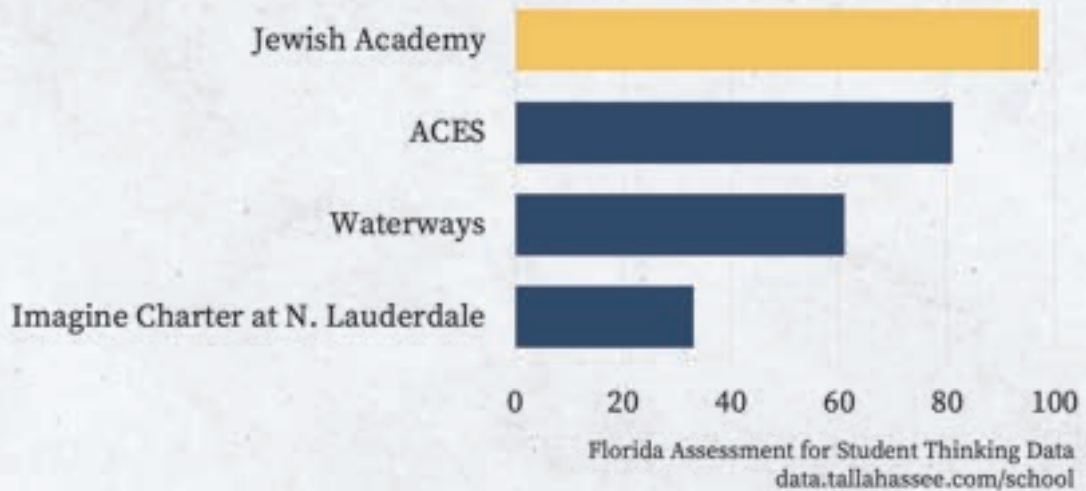 Jewish Academy
ACES
Waterways
Imagine Charter at N. Lauderdale
0 20 40 60 80 100
Florida Assessment for Student Thinking Data
data.tallahassee.com/school